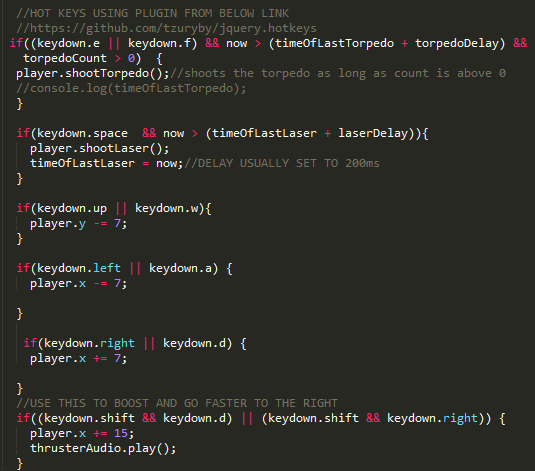 //HOT KEYS USING PLUGIN FROM BELOW LINK
//https://github.com/tzuryby/jquery.hotkeys
if((keydown.e || keydown.f) && now > (timeOfLastTorpedo + torpedoDelay) &&
torpedoCount > 0)  {
player.shootTorpedo();//shoots the torpedo as long as count is above 0
//console.log(timeOfLastTorpedo);
}
if(keydown.space  && now > (timeOfLastLaser + laserDelay)){
player.shootLaser();
timeOfLastLaser = now;//DELAY USUALLY SET TO 200ms
}
if(keydown.up || keydown.w){
player.y -= 7;
}
if(keydown.left || keydown.a) {
player.x -= 7;
}
if(keydown.right || keydown.d) {
player.x += 7;
}
//USE THIS TO BOOST AND GO FASTER TO THE RIGHT
if((keydown.shift && keydown.d) || (keydown.shift && keydown.right)) {
player.x += 15;
thrusterAudio.play();
}